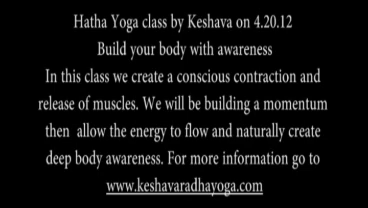 Hatha Yoga class by Keshava on 4.20.12
Build your body with awareness
In this class we create a conscious contraction and
release of muscles. We will be building a momentum
then allow the energy to flow and naturally create
deep body awareness. For more information go to
www.keshavaradhayoga.com